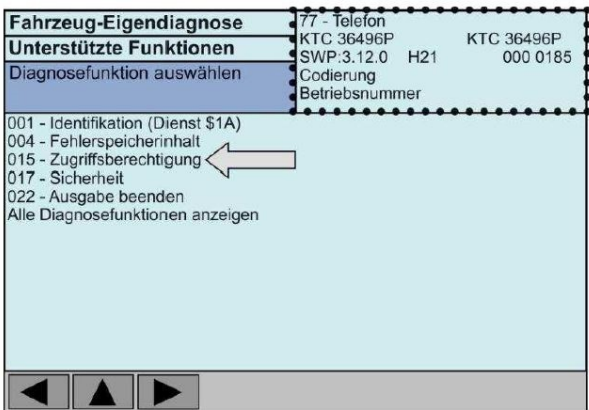 Fahrzeug-Eigendiagnose
Unterstützte Funktionen
Diagnosefunktion auswählen
77 - Telefon
KTC 36496P KTC 36496P
SWP:3.12.0 H21 000 0185
Codierung
Betriebsnummer
001 - Identifikation (Dienst $1A)
004 - Fehlerspeicherinhalt
015 - Zugriffsberechtigung
017 - Sicherheit
022 - Ausgabe beenden
Alle Diagnosefunktionen anzeigen